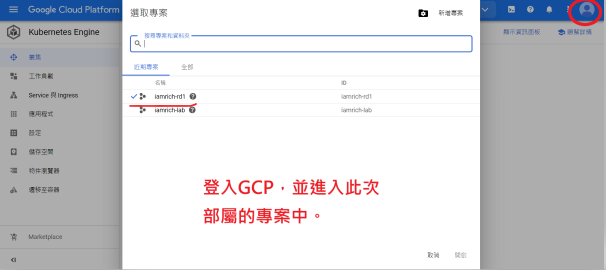 Google Cloud Platform
選取專案
新增專案
Kubernetes Engine
搜尋專案和資料夾
顯示資訊面板
瞭解詳情
近期專案
全部
名稱
ID
叢集
工作負載
Service 與 Ingress
應用程式
設定
儲存空間
物件瀏覽器
遷移至容器
iamrich-rd1
iamrich-rd1
iamrich-lab
iamrich-lab
登入GCP，並進入此次
部屬的專案中。
Marketplace
取消
開啟